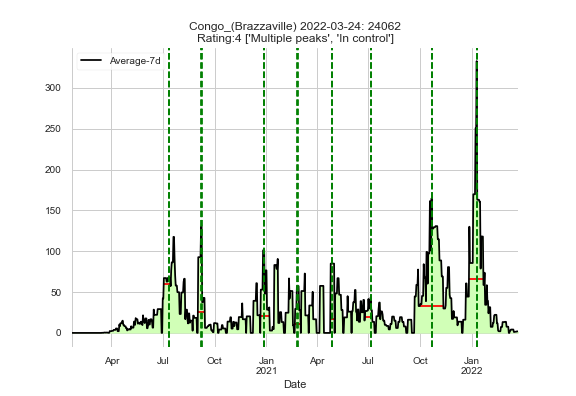 Congo_(Brazzaville) 2022-03-24: 24062
Rating:4 ['Multiple peaks', 'In control']
Average-7d
300
250
200
150
100
50
0
Apr Jul Oct Jan Apr Jul Oct Jan
2021 2022
Date